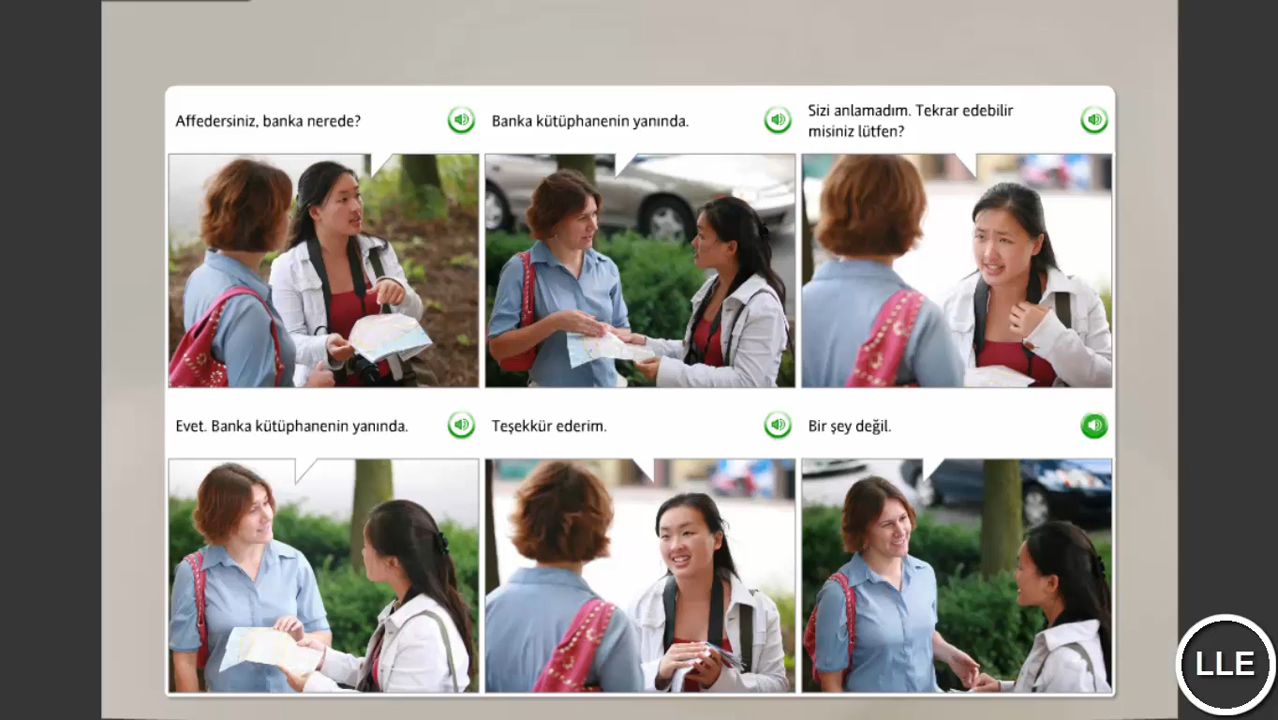 Affedersiniz, banka nerede?
Banka kütüphanenin yanında.
Sizi anlamadım. Tekrar edebilir
misiniz lütfen?
Evet. Banka kütüphanenin yanında.
Teşekkür ederim.
Bir şey değil.
LLE